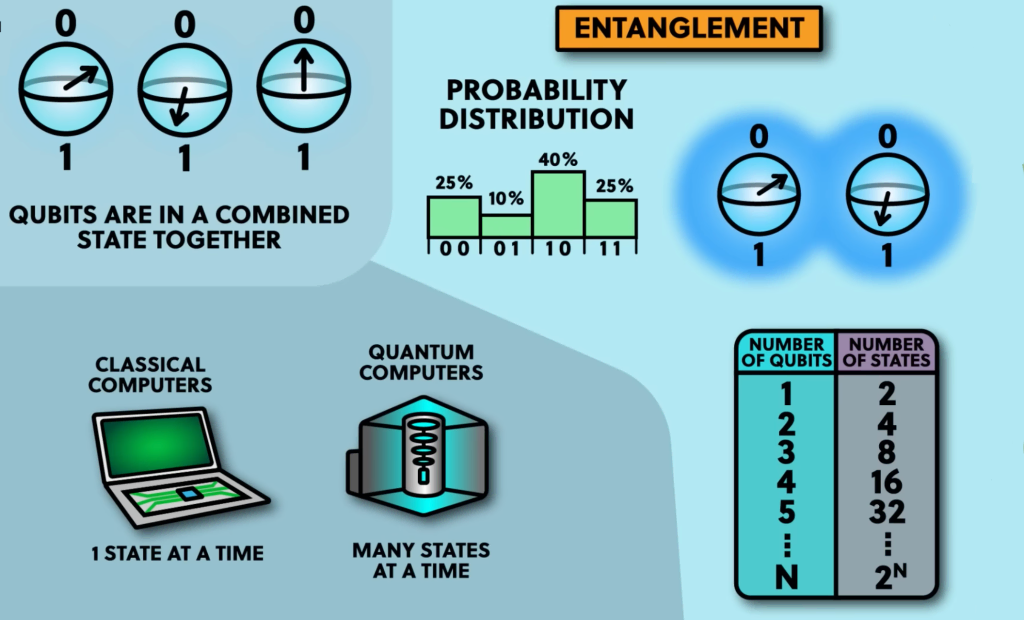 0 0 0
1 1 1
QUBITS ARE IN A COMBINED
STATE TOGETHER
ENTANGLEMENT
PROBABILITY
DISTRIBUTION
25% 10% 40% 25%
00 01 10 11
0 0
1 1
CLASSICAL
COMPUTERS
1 STATE AT A TIME
QUANTUM
COMPUTERS
MANY STATES
AT A TIME
NUMBER OF QUBITS NUMBER OF STATES
1 2
2 4
3 8
4 16
5 32
⋮ ⋮
N 2ᴺ